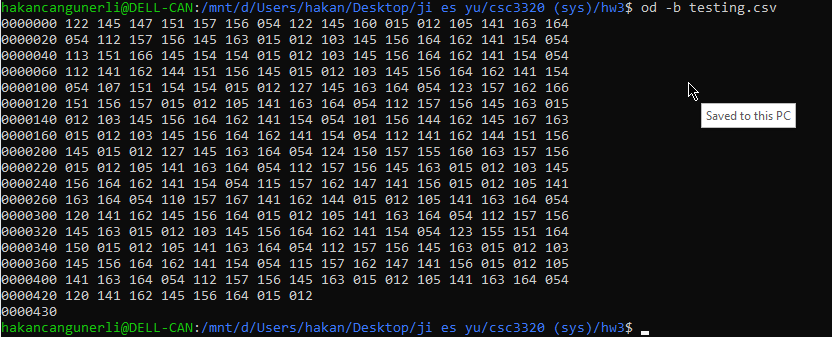 hakancangunerli@DELL-CAN:/mnt/d/Users/hakan/Desktop/ji es yu/csc3320 (sys)/hw3$ od -b testing.csv
0000000 122 145 147 151 157 156 054 122 145 160 015 012 105 141 163 164
0000020 054 112 157 156 145 163 015 012 103 145 156 164 162 141 154 054
0000040 113 151 166 145 154 154 015 012 103 145 156 164 162 141 154 054
0000060 112 141 162 144 151 156 145 015 012 103 145 156 164 162 141 154
0000100 054 107 151 154 154 015 012 127 145 163 164 054 123 157 162 166
0000120 151 156 157 015 012 105 141 163 164 054 112 157 156 145 163 015
0000140 012 103 145 156 164 162 141 154 054 101 156 144 162 145 167 163
0000160 015 012 103 145 156 164 162 141 154 054 112 141 162 144 151 156
0000200 145 015 012 127 145 163 164 054 124 150 157 155 160 163 157 156
0000220 015 012 105 141 163 164 054 112 157 156 145 163 015 012 103 145
0000240 156 164 162 141 154 054 115 157 162 147 141 156 015 012 105 141
0000260 163 164 054 110 157 167 141 162 144 015 012 105 141 163 164 054
0000300 120 141 162 145 156 164 015 012 105 141 163 164 054 112 157 156
0000320 145 163 015 012 103 145 156 164 162 141 154 054 123 155 151 164
0000340 150 015 012 105 141 163 164 054 112 157 156 145 163 015 012 103
0000360 145 156 164 162 141 154 054 115 157 162 147 141 156 015 012 105
0000400 141 163 164 054 112 157 156 145 163 015 012 105 141 163 164 054
0000420 120 141 162 145 156 164 015 012
0000430
hakancangunerli@DELL-CAN:/mnt/d/Users/hakan/Desktop/ji es yu/csc3320 (sys)/hw3$
Saved to this PC